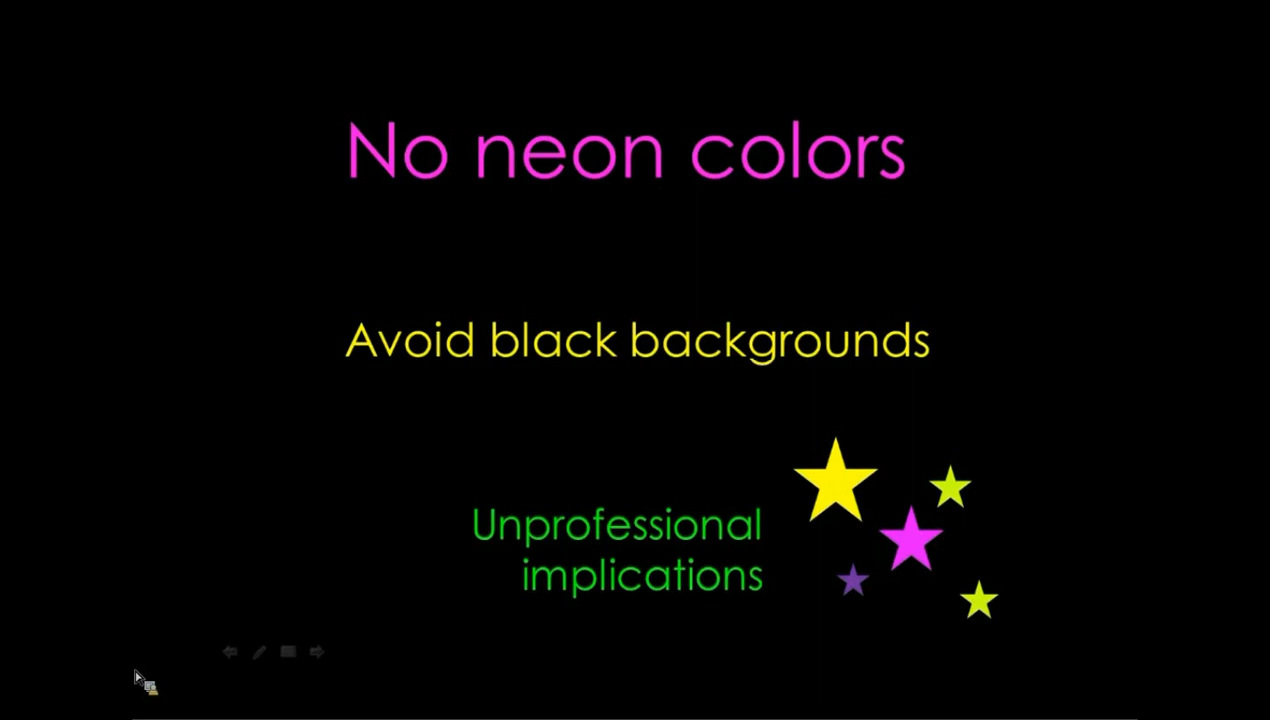 No neon colors
Avoid black backgrounds
Unprofessional
implications